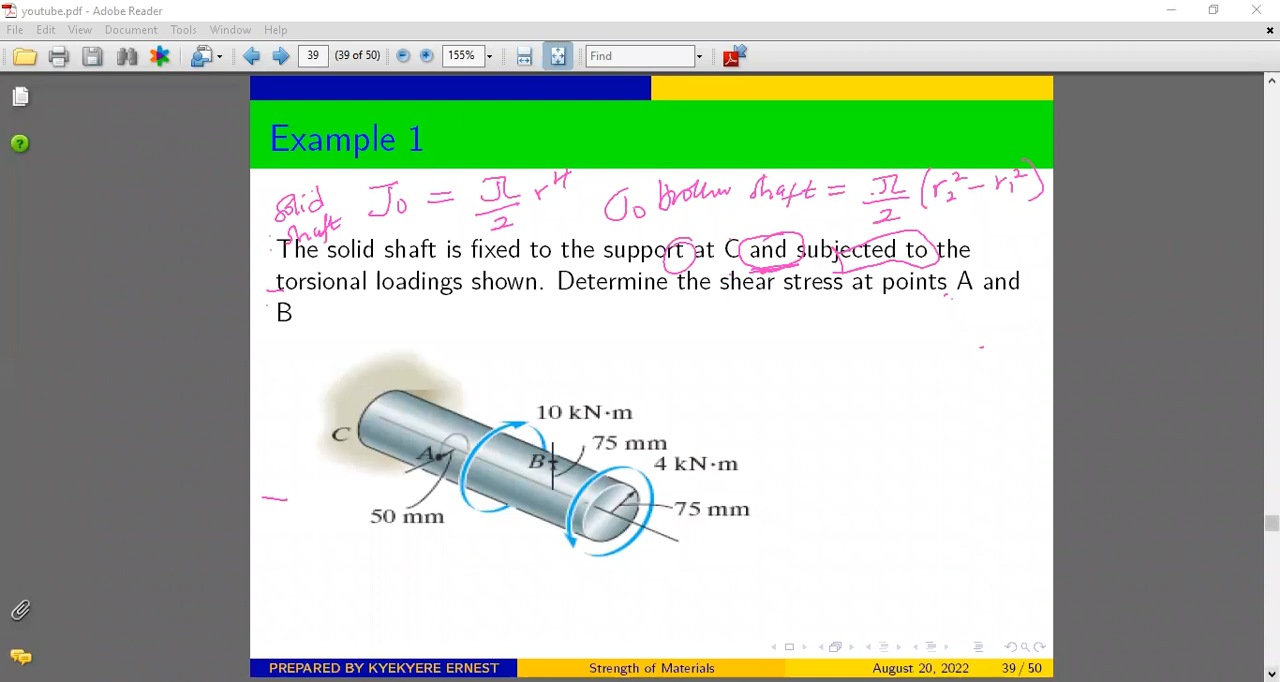 youtube.pdf - Adobe Reader
File Edit View Document Tools Window Help
39 (39 of 50) 155% Find
Example 1
solid shaft J₀ = π/2 r⁴ J₀ hollow shaft = π/2 (r₂² - r₁²)
The solid shaft is fixed to the support at C and subjected to the
torsional loadings shown. Determine the shear stress at points A and
B
10 kN·m
C
75 mm
A
B
4 kN·m
75 mm
50 mm
PREPARED BY KYEKYERE ERNEST Strength of Materials August 20, 2022 39 / 50